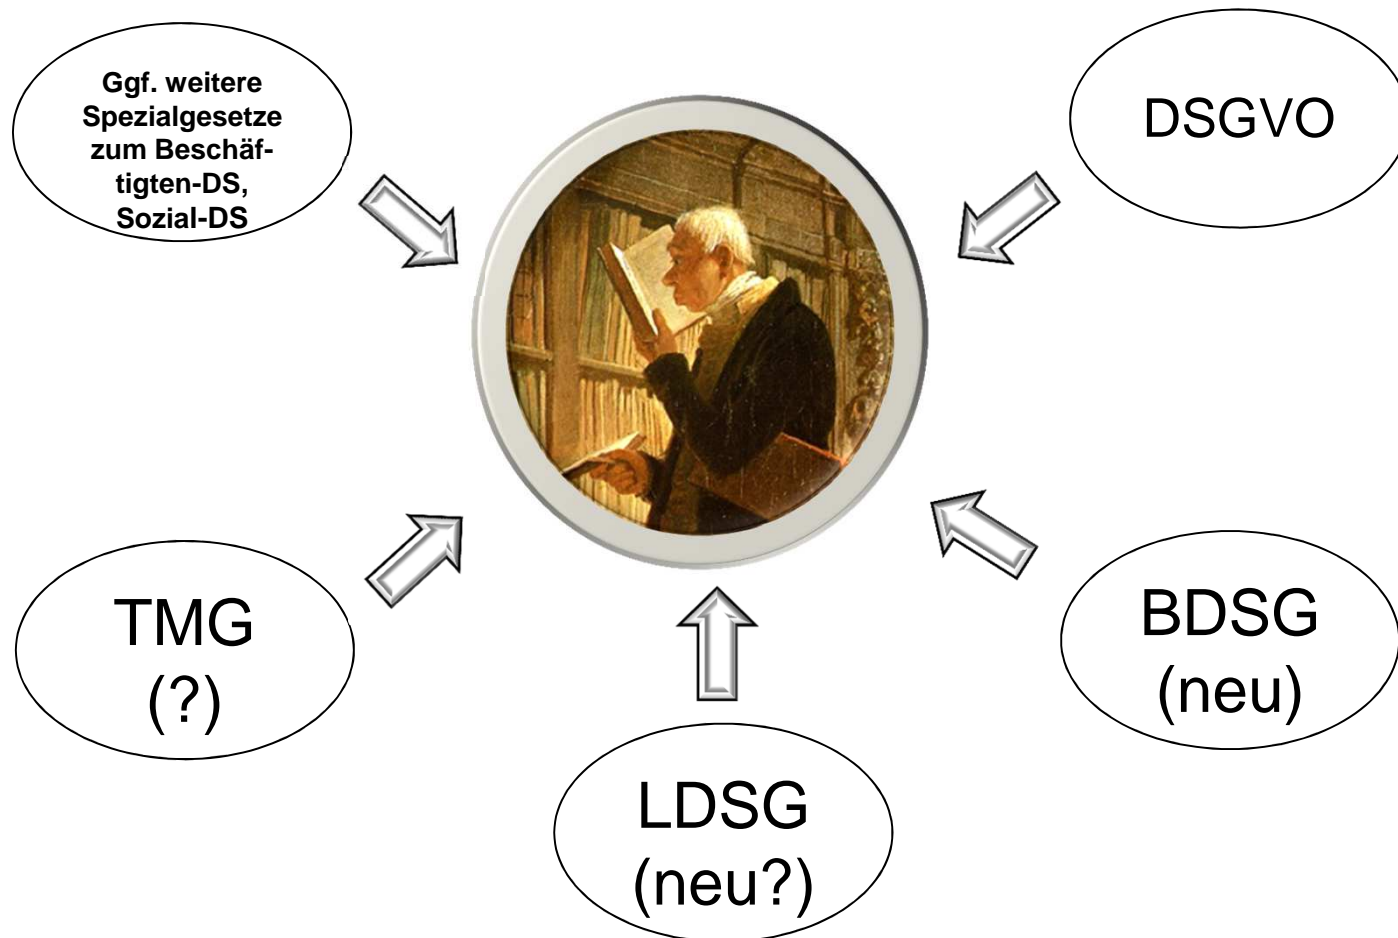 Ggf. weitere
Spezialgesetze
zum Beschäf-
tigten-DS,
Sozial-DS
DSGVO
TMG
(?)
BDSG
(neu)
LDSG
(neu?)